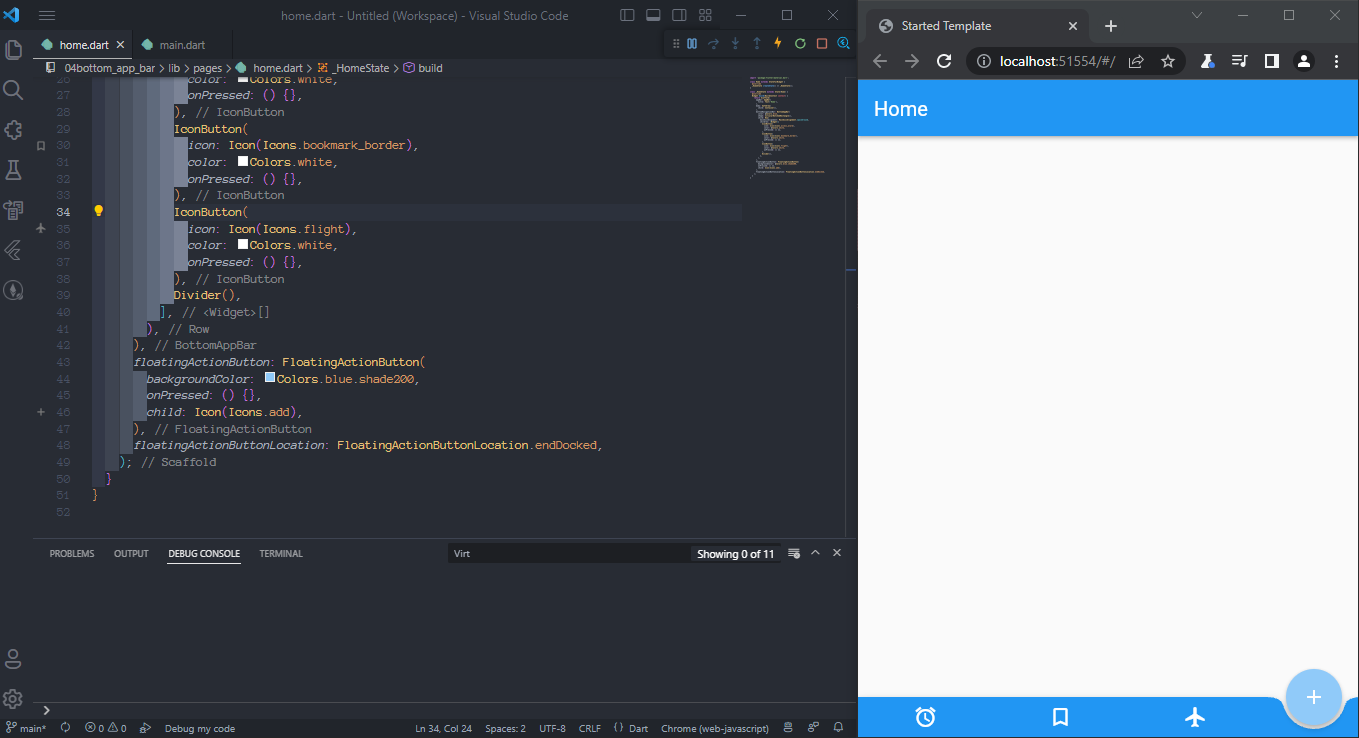 home.dart - Untitled (Workspace) - Visual Studio Code
home.dart
main.dart
04bottom_app_bar > lib > pages > home.dart > _HomeState > build
26 color: Colors.white,
27 onPressed: () {},
28 ), // IconButton
29 IconButton(
30 icon: Icon(Icons.bookmark_border),
31 color: Colors.white,
32 onPressed: () {},
33 ), // IconButton
34 IconButton(
35 icon: Icon(Icons.flight),
36 color: Colors.white,
37 onPressed: () {},
38 ), // IconButton
39 Divider(),
40 ], // <Widget>[]
41 ), // Row
42 ), // BottomAppBar
43 floatingActionButton: FloatingActionButton(
44 backgroundColor: Colors.blue.shade200,
45 onPressed: () {},
46 child: Icon(Icons.add),
47 ), // FloatingActionButton
48 floatingActionButtonLocation: FloatingActionButtonLocation.endDocked,
49 ); // Scaffold
50 }
51 }
52
PROBLEMS OUTPUT DEBUG CONSOLE TERMINAL
Virt
Showing 0 of 11
main* 0 0 Debug my code Ln 34, Col 24 Spaces: 2 UTF-8 CRLF Dart Chrome (web-javascript)
Started Template
localhost:51554/#/
Home